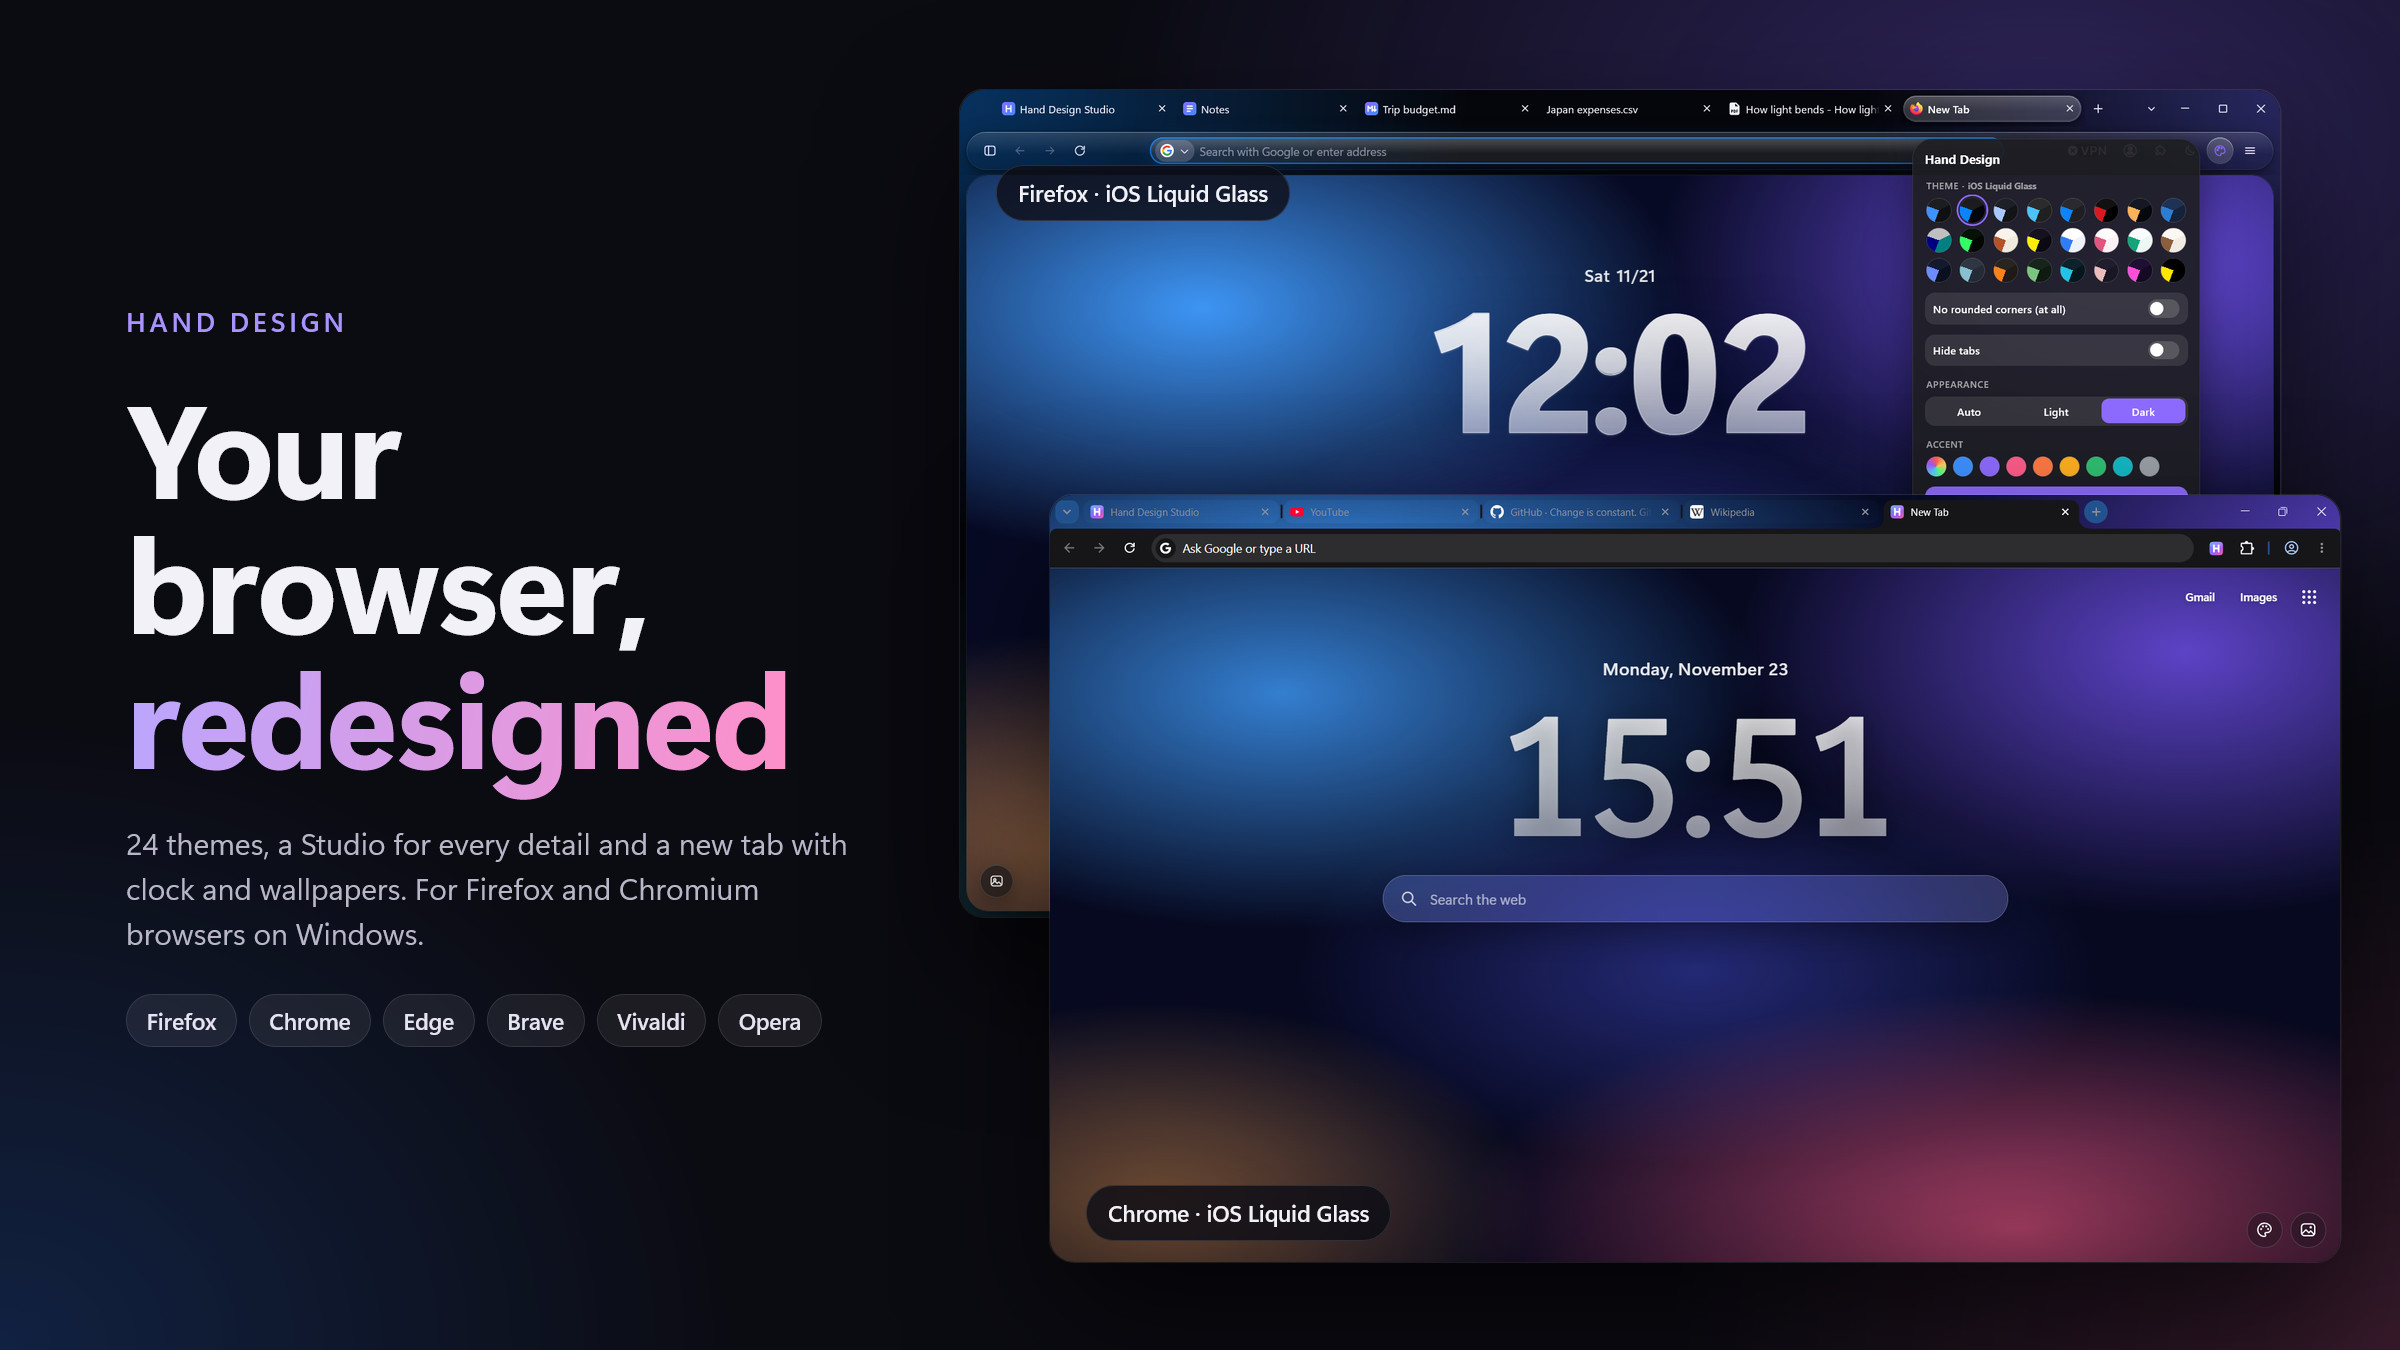 HAND DESIGN
Your
browser,
redesigned
24 themes, a Studio for every detail and a new tab with
clock and wallpapers. For Firefox and Chromium
browsers on Windows.
Firefox
Chrome
Edge
Brave
Vivaldi
Opera
Hand Design Studio
Notes
Trip budget.md
Japan expenses.csv
How light bends - How ligh
New Tab
Search with Google or enter address
VPN
Firefox · iOS Liquid Glass
Sat 11/21
12:02
Hand Design
THEME · iOS Liquid Glass
No rounded corners (at all)
Hide tabs
APPEARANCE
Auto
Light
Dark
ACCENT
Hand Design Studio
YouTube
GitHub · Change is constant. Gi
Wikipedia
New Tab
Ask Google or type a URL
Gmail
Images
Monday, November 23
15:51
Search the web
Chrome · iOS Liquid Glass